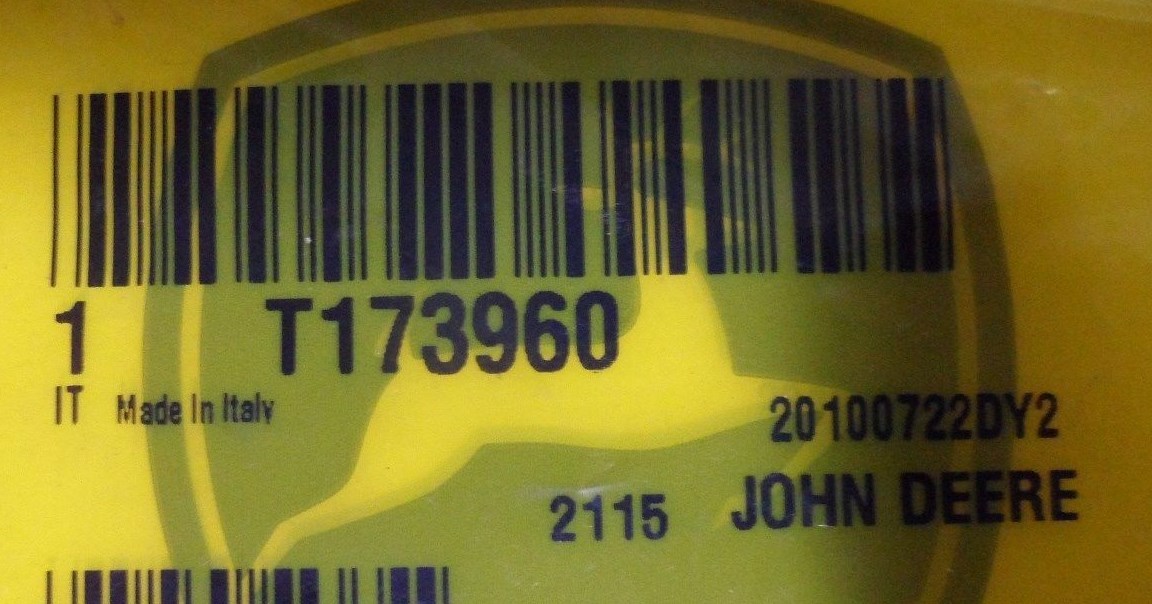 1 T173960
IT Made In Italy
20100722DY2
2115 JOHN DEERE